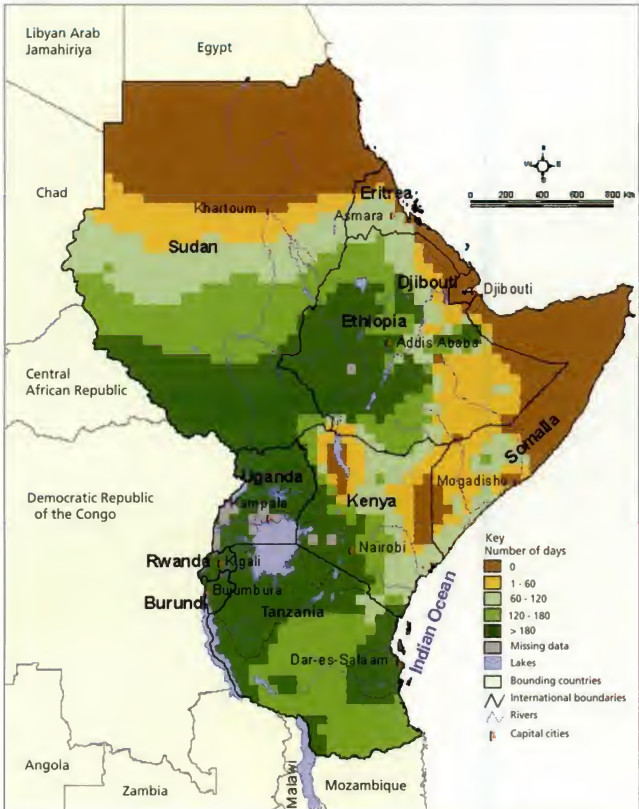 Libyan Arab
Jamahiriya
Egypt
Chad
Khartoum
Eritrea
Asmara
0 200 400 600 800 Km
Sudan
Djibouti
Djibouti
Ethiopia
Addis Ababa
Central
African Republic
Somalia
Mogadishu
Uganda
Kampala
Kenya
Democratic Republic
of the Congo
Nairobi
Rwanda
Kigali
Burundi
Bujumbura
Tanzania
Dar-es-Salaam
Indian Ocean
Key
Number of days
0
1 - 60
60 - 120
120 - 180
> 180
Missing data
Lakes
Bounding countries
International boundaries
Rivers
Capital cities
Angola
Zambia
Malawi
Mozambique